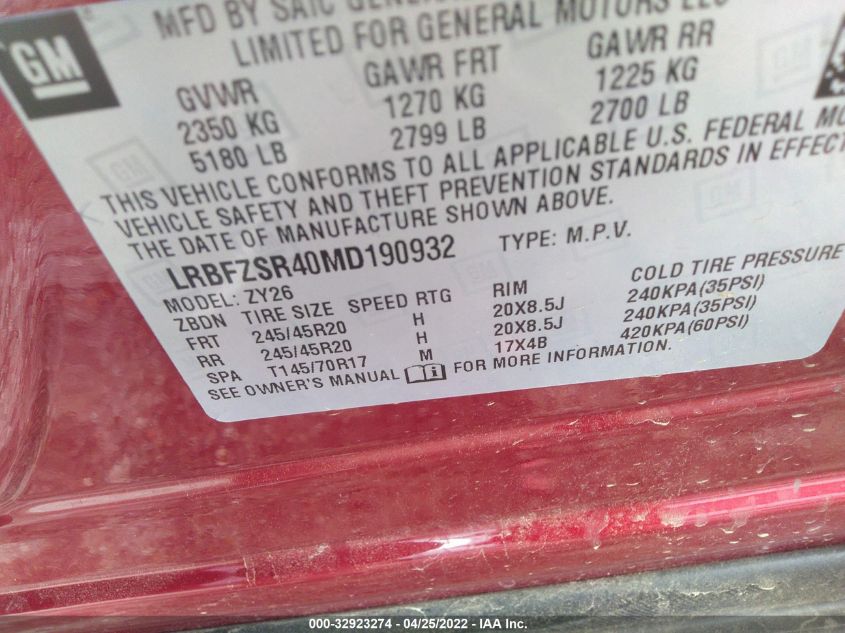 GM
MFD BY SAIC GENERAL MOTORS LLC
LIMITED FOR GENERAL MOTORS LLC
GVWR GAWR FRT GAWR RR
2350 KG 1270 KG 1225 KG
5180 LB 2799 LB 2700 LB
THIS VEHICLE CONFORMS TO ALL APPLICABLE U.S. FEDERAL
VEHICLE SAFETY AND THEFT PREVENTION STANDARDS IN EFFECT
THE DATE OF MANUFACTURE SHOWN ABOVE.
LRBFZSR40MD190932 TYPE: M.P.V.
MODEL: ZY26
ZBDN TIRE SIZE SPEED RTG RIM COLD TIRE PRESSURE
FRT 245/45R20 H 20X8.5J 240KPA(35PSI)
RR 245/45R20 H 20X8.5J 240KPA(35PSI)
SPA T145/70R17 M 17X4B 420KPA(60PSI)
SEE OWNER'S MANUAL FOR MORE INFORMATION.
000-32923274 - 04/25/2022 - IAA Inc.